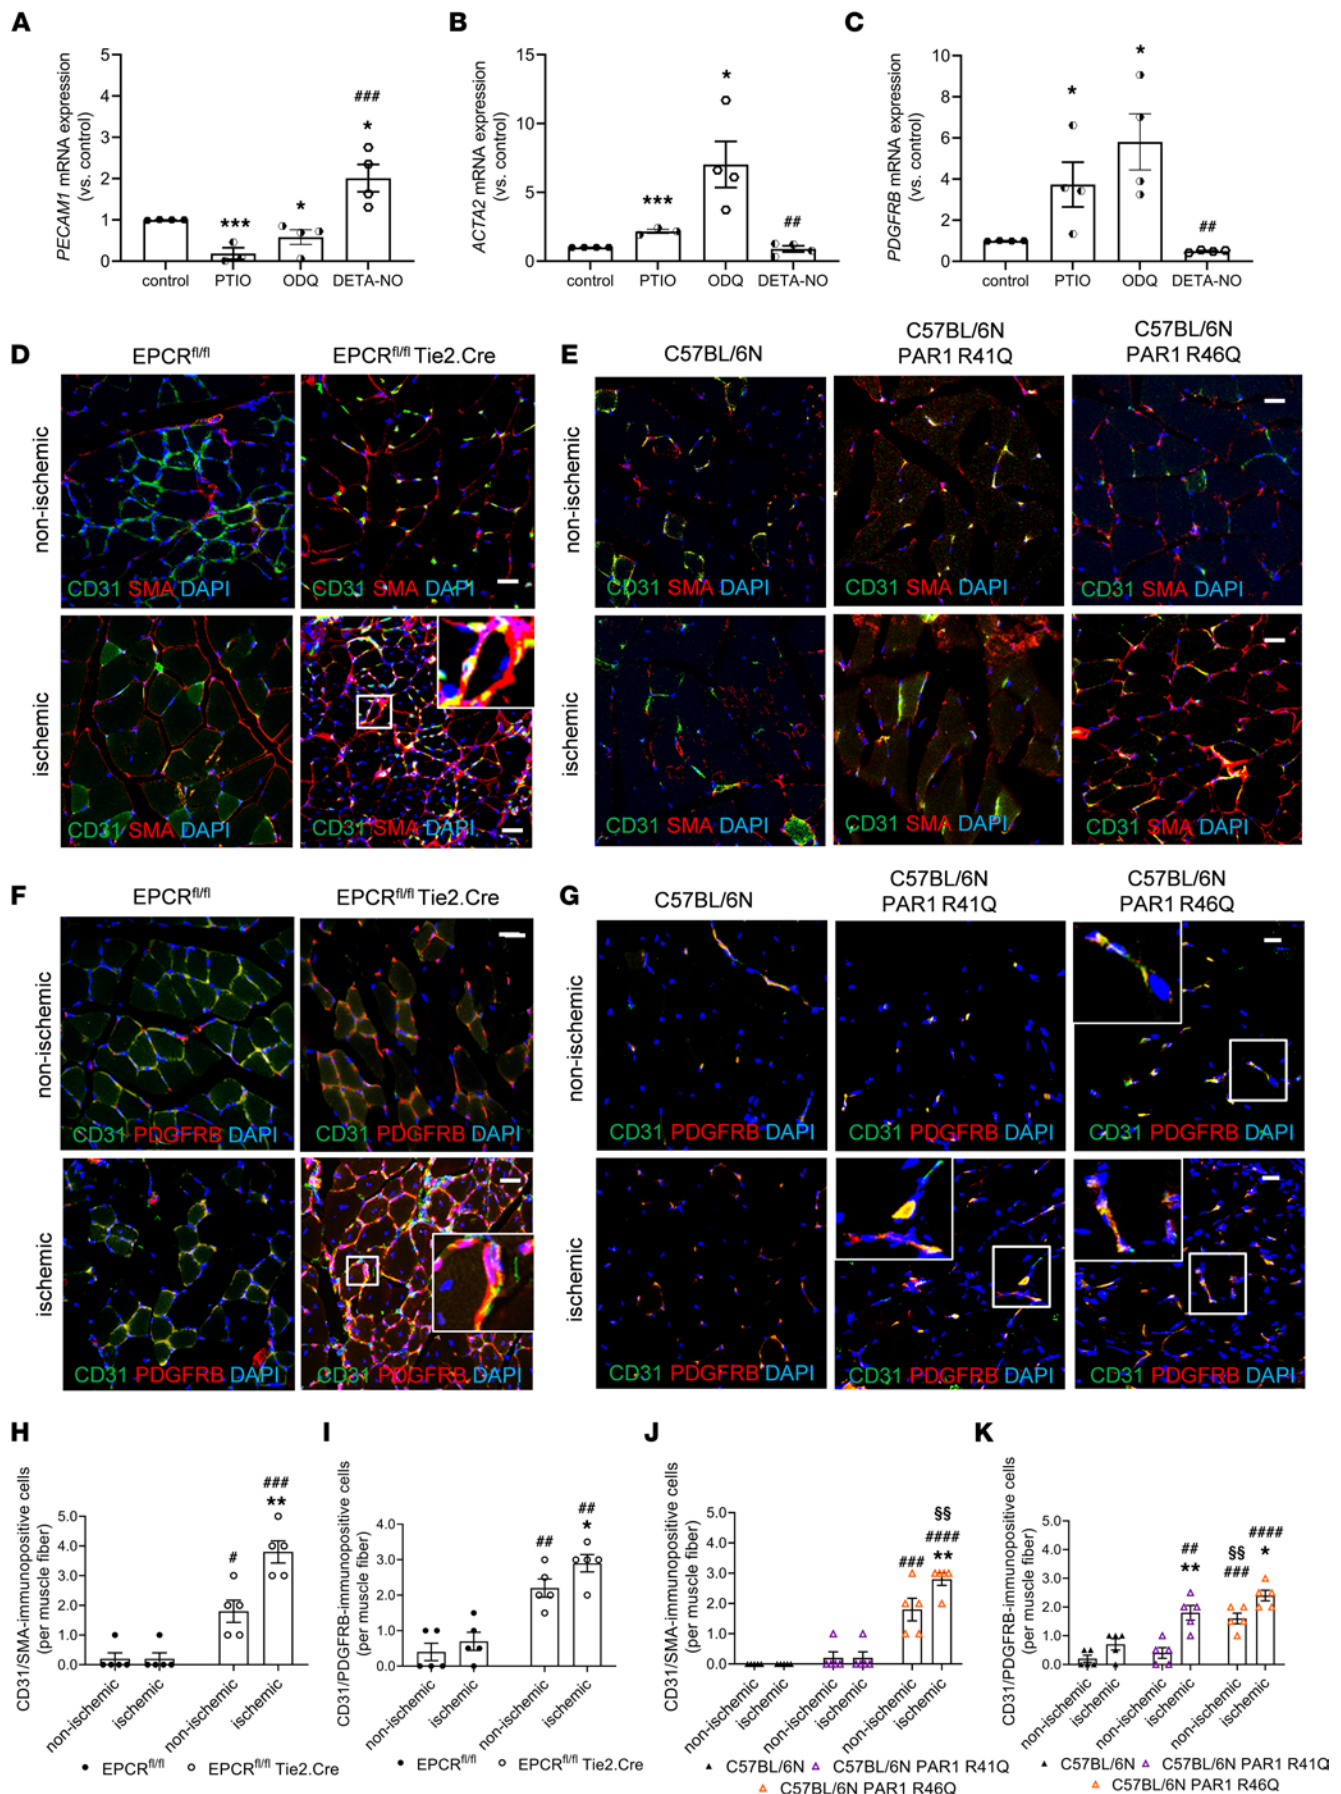 A
B
C
PECAM1 mRNA expression
(vs. control)
5
4
3
2
1
0
***
*
###
*
control
PTIO
ODQ
DETA-NO
ACTA2 mRNA expression
(vs. control)
15
10
5
0
***
*
##
control
PTIO
ODQ
DETA-NO
PDGFRB mRNA expression
(vs. control)
10
8
6
4
2
0
*
*
##
control
PTIO
ODQ
DETA-NO
D
EPCRfl/fl
EPCRfl/fl Tie2.Cre
non-ischemic
CD31 SMA DAPI
CD31 SMA DAPI
ischemic
CD31 SMA DAPI
CD31 SMA DAPI
E
C57BL/6N
C57BL/6N
PAR1 R41Q
C57BL/6N
PAR1 R46Q
non-ischemic
CD31 SMA DAPI
CD31 SMA DAPI
CD31 SMA DAPI
ischemic
CD31 SMA DAPI
CD31 SMA DAPI
CD31 SMA DAPI
F
EPCRfl/fl
EPCRfl/fl Tie2.Cre
non-ischemic
CD31 PDGFRB DAPI
CD31 PDGFRB DAPI
ischemic
CD31 PDGFRB DAPI
CD31 PDGFRB DAPI
G
C57BL/6N
C57BL/6N
PAR1 R41Q
C57BL/6N
PAR1 R46Q
non-ischemic
CD31 PDGFRB DAPI
CD31 PDGFRB DAPI
CD31 PDGFRB DAPI
ischemic
CD31 PDGFRB DAPI
CD31 PDGFRB DAPI
CD31 PDGFRB DAPI
H
CD31/SMA-immunopositive cells
(per muscle fiber)
5.0
4.0
3.0
2.0
1.0
0.0
#
###
**
non-ischemic
ischemic
non-ischemic
ischemic
EPCRfl/fl
EPCRfl/fl Tie2.Cre
I
CD31/PDGFRB-immunopositive cells
(per muscle fiber)
4.0
3.0
2.0
1.0
0.0
##
##
*
non-ischemic
ischemic
non-ischemic
ischemic
EPCRfl/fl
EPCRfl/fl Tie2.Cre
J
CD31/SMA-immunopositive cells
(per muscle fiber)
5.0
4.0
3.0
2.0
1.0
0.0
###
§§
####
**
non-ischemic
ischemic
non-ischemic
ischemic
non-ischemic
ischemic
C57BL/6N
C57BL/6N PAR1 R41Q
C57BL/6N PAR1 R46Q
K
CD31/PDGFRB-immunopositive cells
(per muscle fiber)
5.0
4.0
3.0
2.0
1.0
0.0
##
**
§§
###
####
*
non-ischemic
ischemic
non-ischemic
ischemic
non-ischemic
ischemic
C57BL/6N
C57BL/6N PAR1 R41Q
C57BL/6N PAR1 R46Q